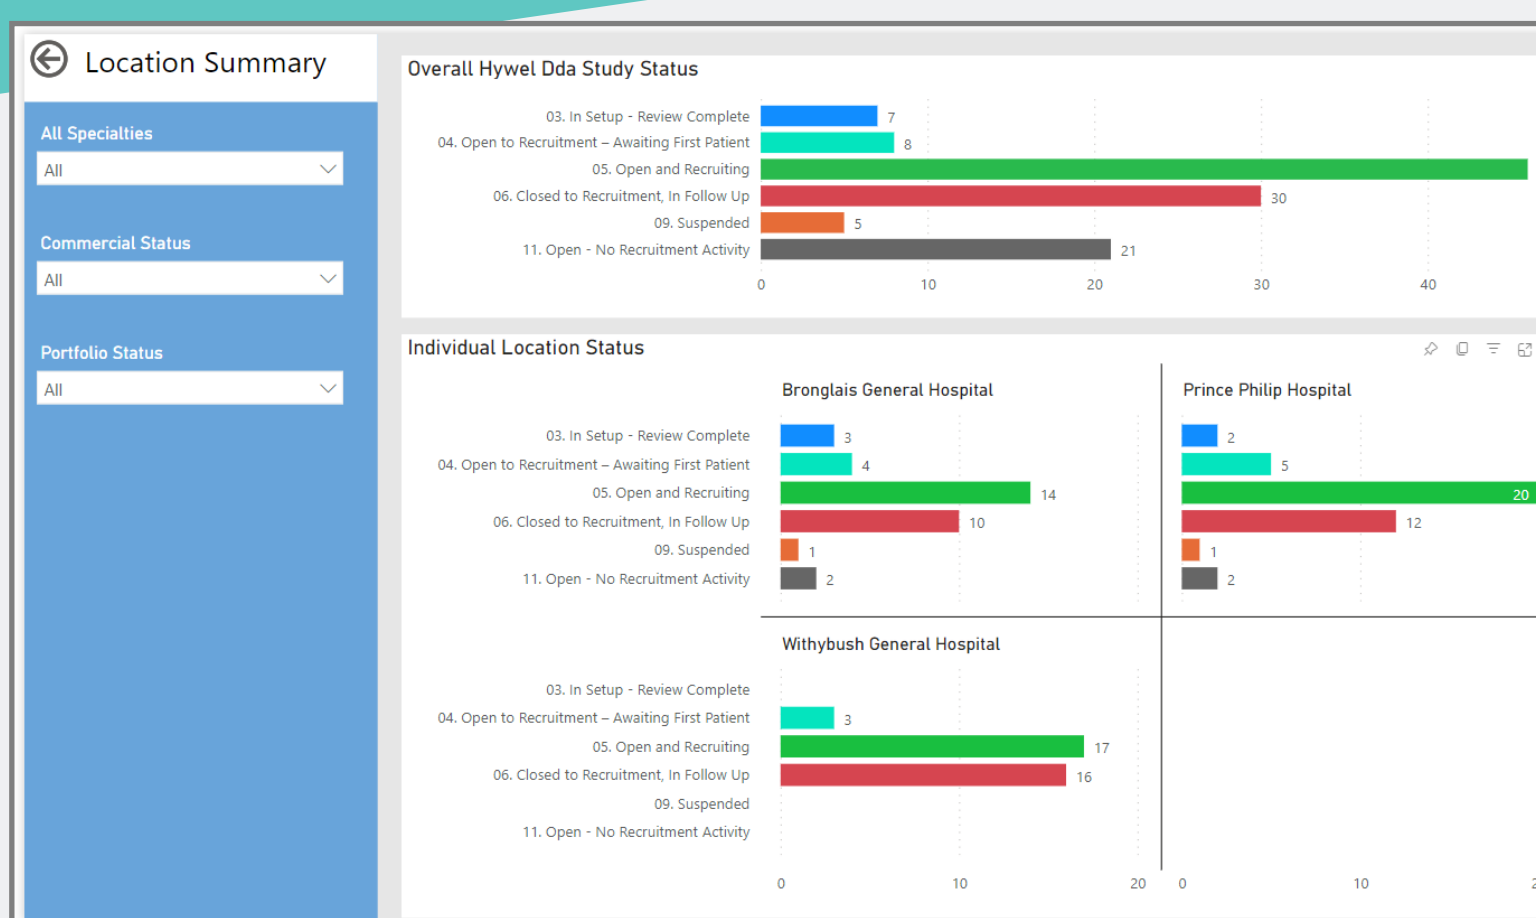 Location Summary
All Specialties
All
Commercial Status
All
Portfolio Status
All
Overall Hywel Dda Study Status
03. In Setup - Review Complete 7
04. Open to Recruitment – Awaiting First Patient 8
05. Open and Recruiting
06. Closed to Recruitment, In Follow Up 30
09. Suspended 5
11. Open - No Recruitment Activity 21
0 10 20 30 40
Individual Location Status
Bronglais General Hospital Prince Philip Hospital
03. In Setup - Review Complete 3 2
04. Open to Recruitment – Awaiting First Patient 4 5
05. Open and Recruiting 14 20
06. Closed to Recruitment, In Follow Up 10 12
09. Suspended 1 1
11. Open - No Recruitment Activity 2 2
Withybush General Hospital
03. In Setup - Review Complete
04. Open to Recruitment – Awaiting First Patient 3
05. Open and Recruiting 17
06. Closed to Recruitment, In Follow Up 16
09. Suspended
11. Open - No Recruitment Activity
0 10 20 0 10